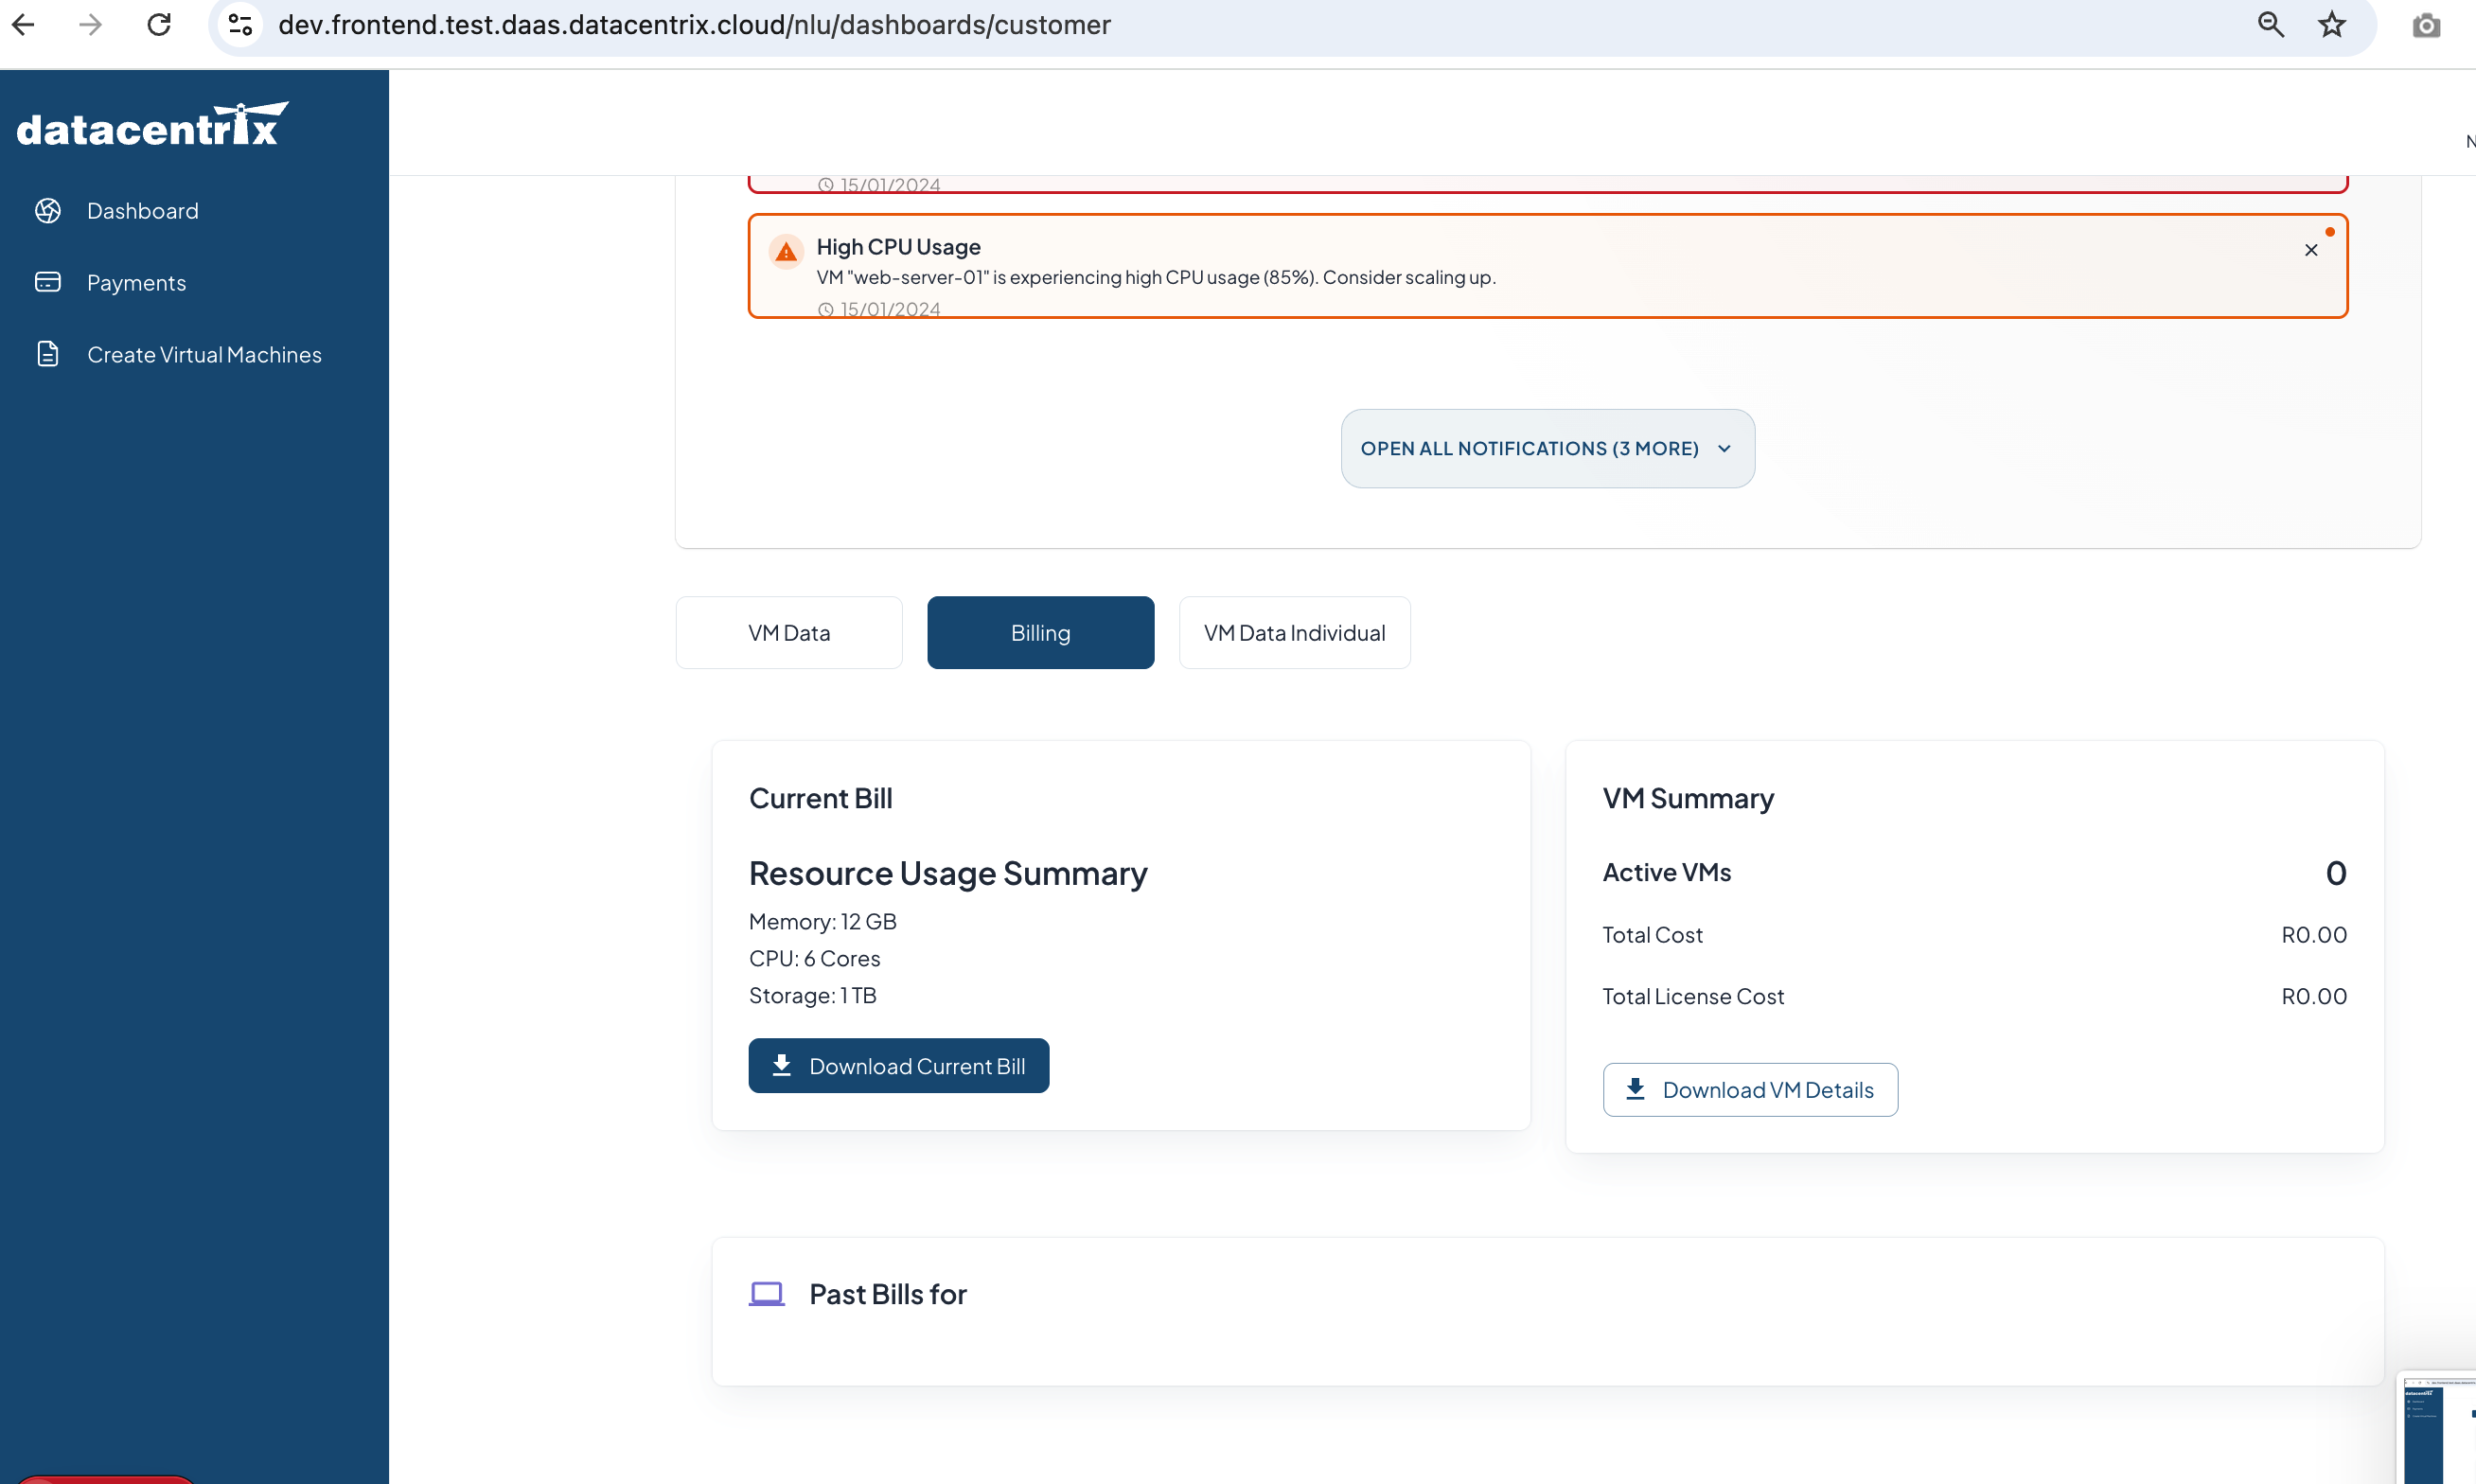 dev.frontend.test.daas.datacentrix.cloud/nlu/dashboards/customer
datacentrix
N
Dashboard
Payments
Create Virtual Machines
15/01/2024
High CPU Usage
VM "web-server-01" is experiencing high CPU usage (85%). Consider scaling up.
15/01/2024
OPEN ALL NOTIFICATIONS (3 MORE)
VM Data
Billing
VM Data Individual
Current Bill
Resource Usage Summary
Memory: 12 GB
CPU: 6 Cores
Storage: 1 TB
Download Current Bill
VM Summary
Active VMs 0
Total Cost R0.00
Total License Cost R0.00
Download VM Details
Past Bills for